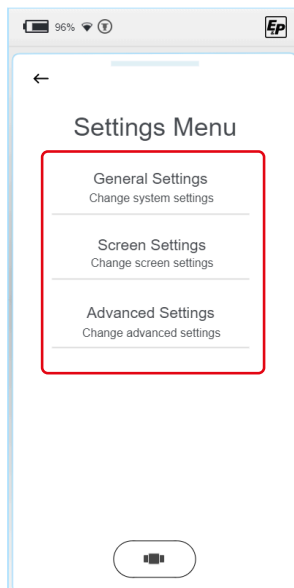 96%
EP
Settings Menu
General Settings
Change system settings
Screen Settings
Change screen settings
Advanced Settings
Change advanced settings